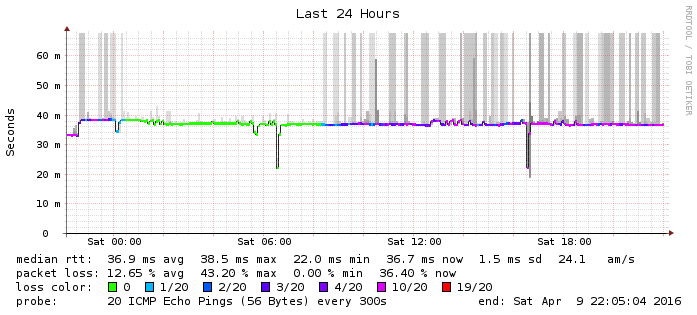 Last 24 Hours
RRDTOOL / TOBI OETIKER
Seconds
60 m
50 m
40 m
30 m
20 m
10 m
0
Sat 00:00 Sat 06:00 Sat 12:00 Sat 18:00
median rtt: 36.9 ms avg 38.5 ms max 22.0 ms min 36.7 ms now 1.5 ms sd 24.1 am/s
packet loss: 12.65 % avg 43.20 % max 0.00 % min 36.40 % now
loss color: 0 1/20 2/20 3/20 4/20 10/20 19/20
probe: 20 ICMP Echo Pings (56 Bytes) every 300s end: Sat Apr 9 22:05:04 2016